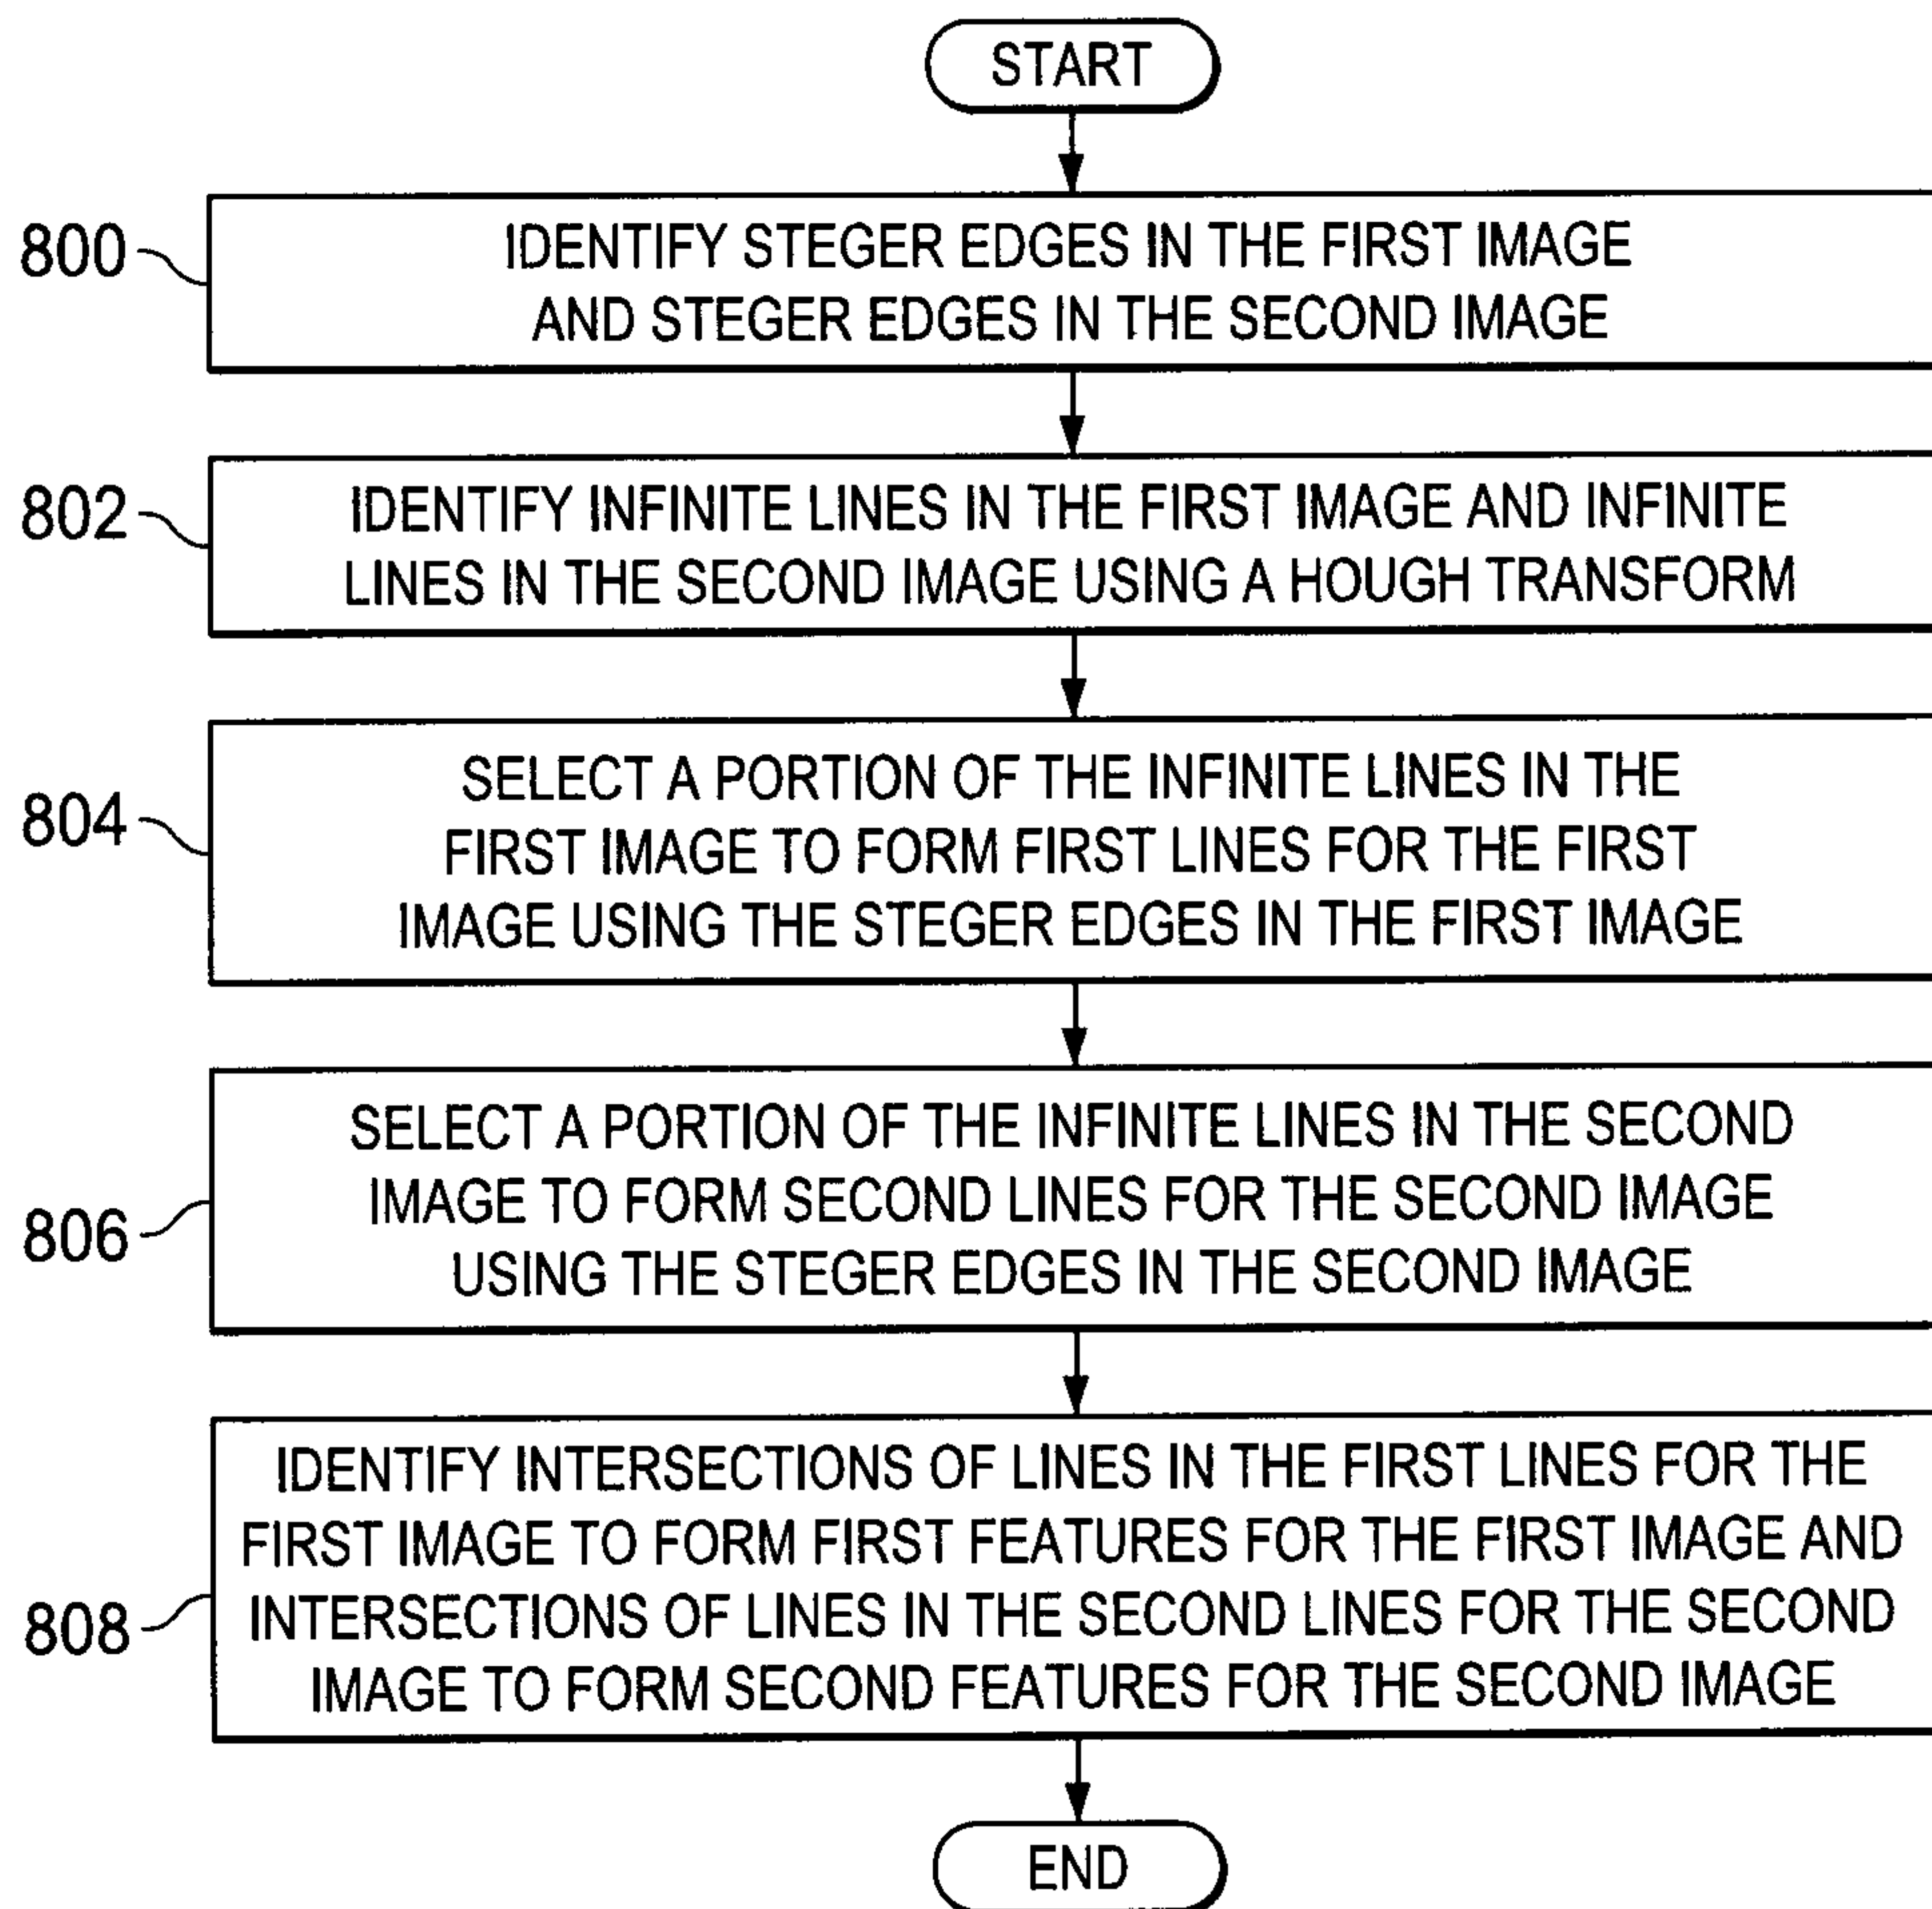 START
800
IDENTIFY STEGER EDGES IN THE FIRST IMAGE
AND STEGER EDGES IN THE SECOND IMAGE
802
IDENTIFY INFINITE LINES IN THE FIRST IMAGE AND INFINITE
LINES IN THE SECOND IMAGE USING A HOUGH TRANSFORM
804
SELECT A PORTION OF THE INFINITE LINES IN THE
FIRST IMAGE TO FORM FIRST LINES FOR THE FIRST
IMAGE USING THE STEGER EDGES IN THE FIRST IMAGE
806
SELECT A PORTION OF THE INFINITE LINES IN THE SECOND
IMAGE TO FORM SECOND LINES FOR THE SECOND IMAGE
USING THE STEGER EDGES IN THE SECOND IMAGE
808
IDENTIFY INTERSECTIONS OF LINES IN THE FIRST LINES FOR THE
FIRST IMAGE TO FORM FIRST FEATURES FOR THE FIRST IMAGE AND
INTERSECTIONS OF LINES IN THE SECOND LINES FOR THE SECOND
IMAGE TO FORM SECOND FEATURES FOR THE SECOND IMAGE
END